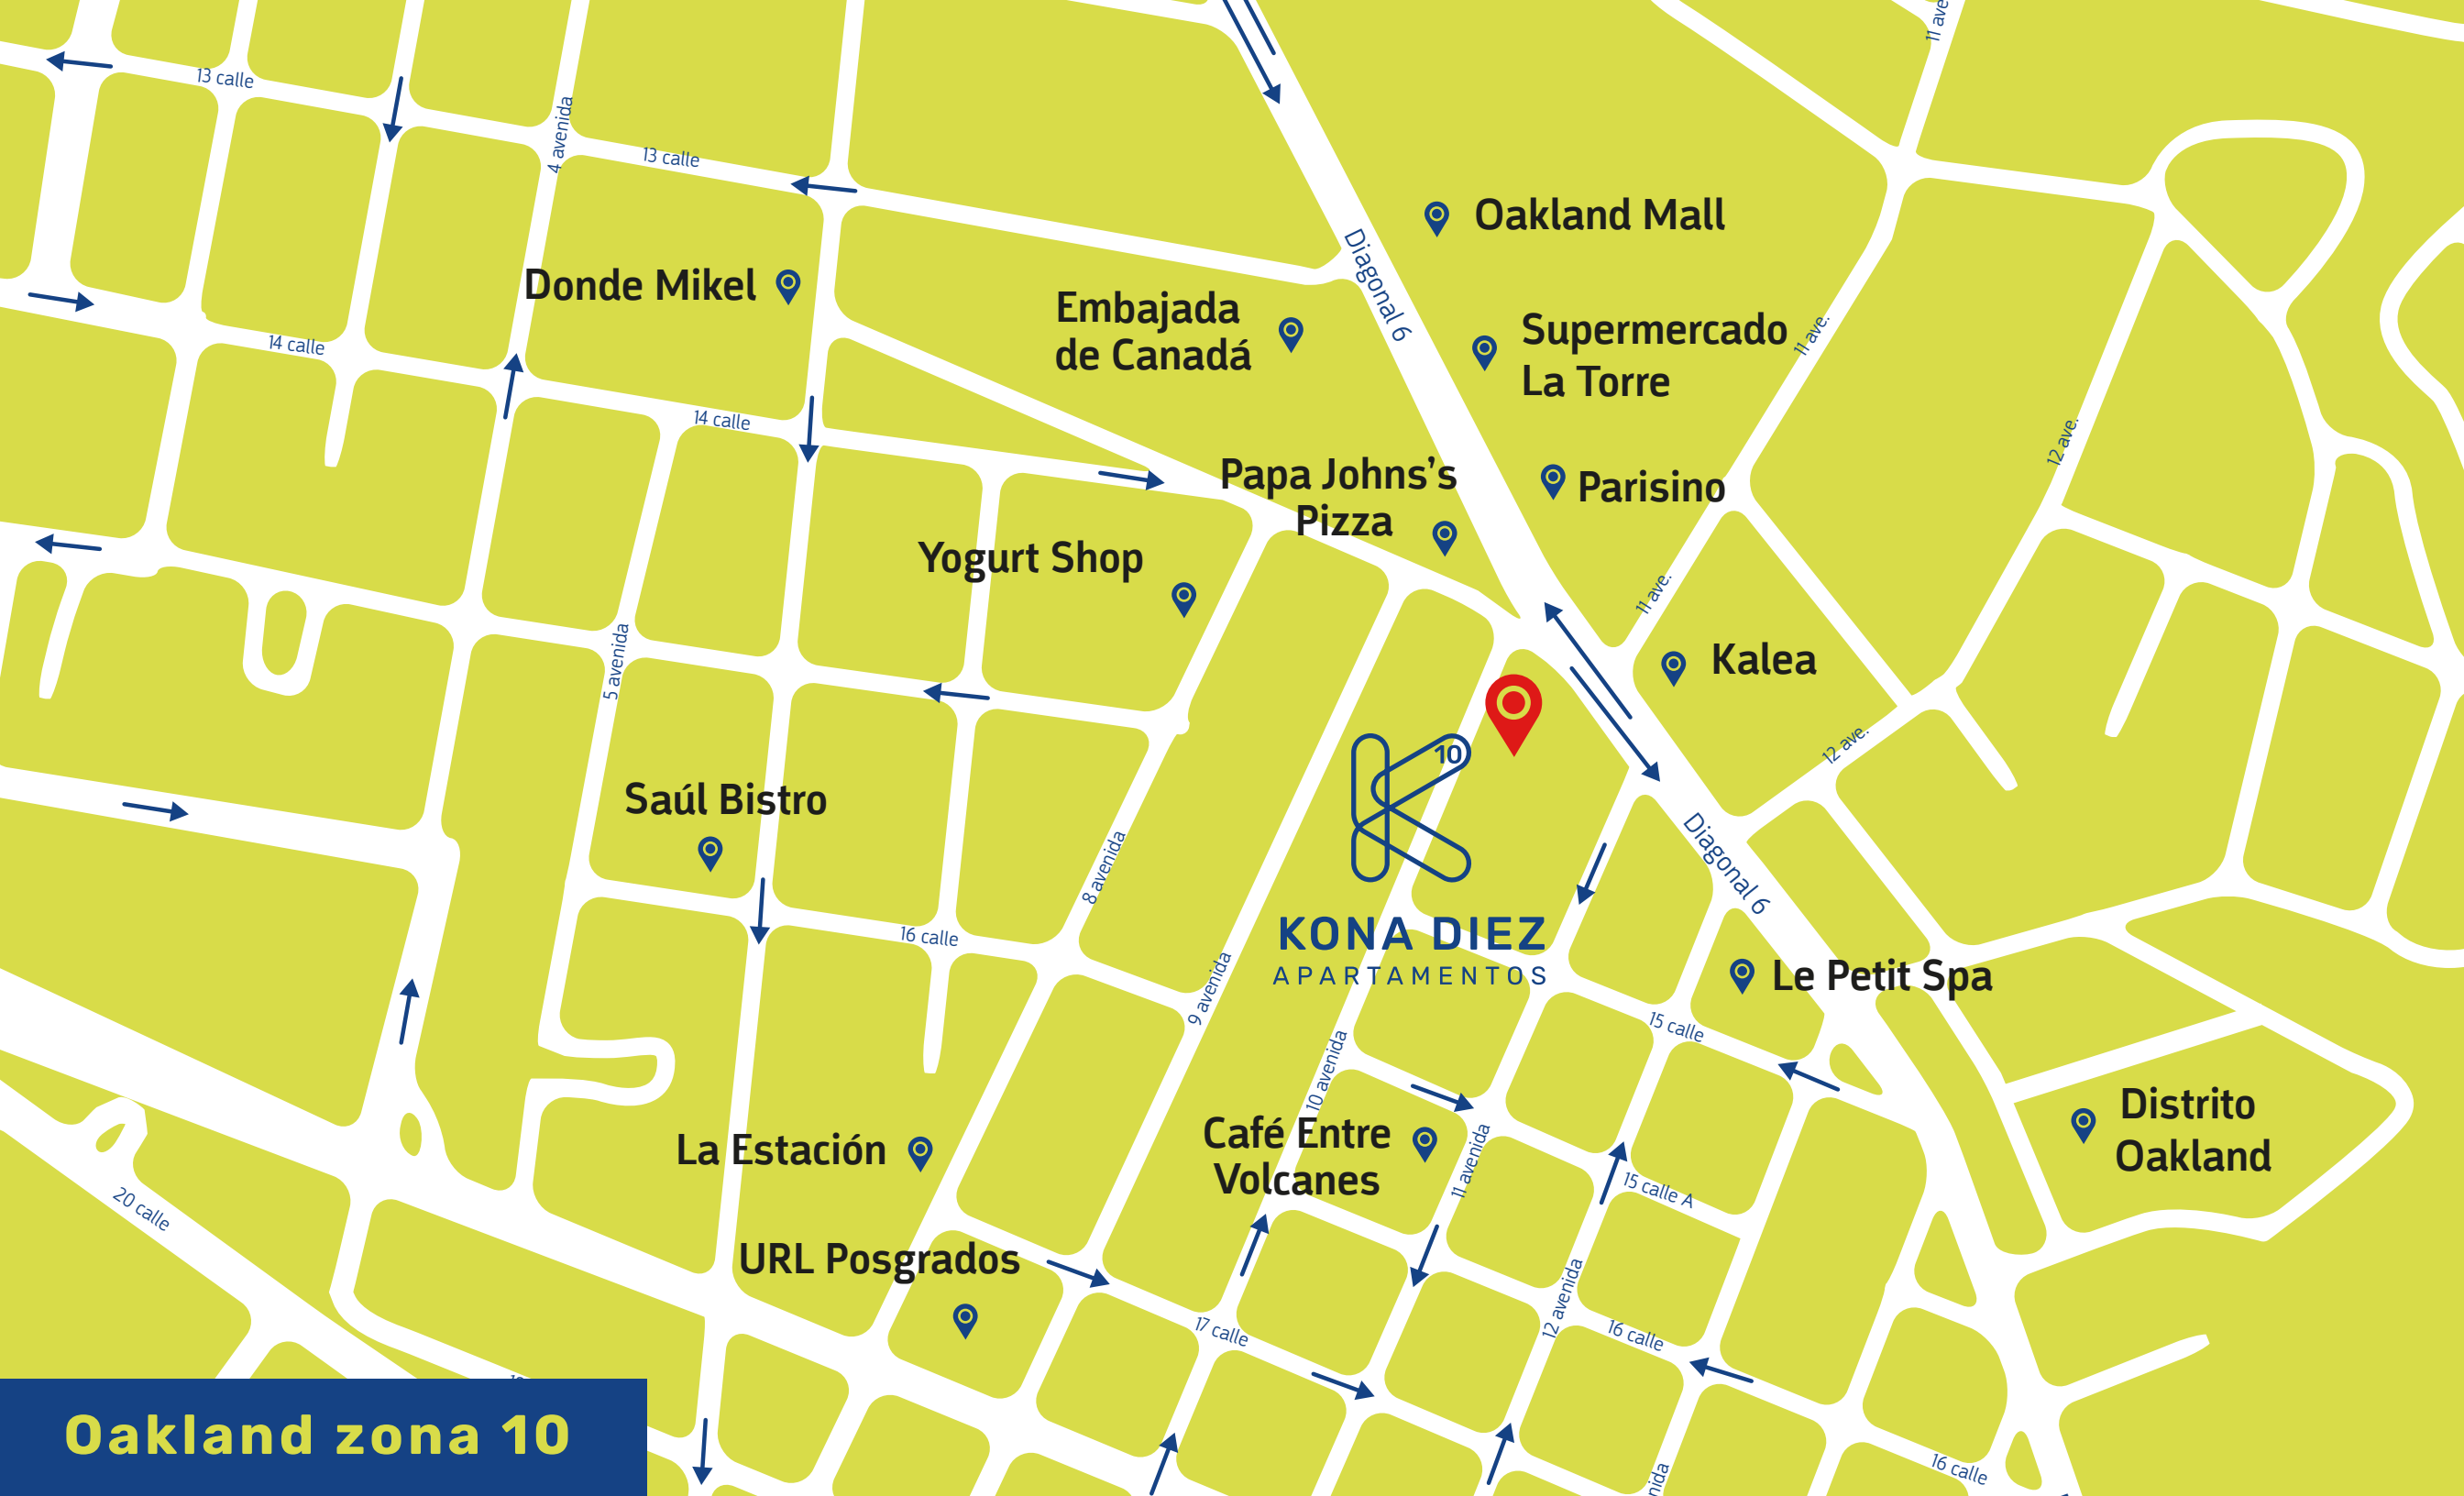 11 ave
13 calle
4 avenida
13 calle
Oakland Mall
Diagonal 6
Donde Mikel
Embajada
de Canadá
Supermercado
La Torre
11 ave.
14 calle
14 calle
12 ave.
Papa Johns’s
Pizza
Parisino
Yogurt Shop
11 ave.
5 avenida
Kalea
12 ave.
10
Saúl Bistro
8 avenida
Diagonal 6
KONA DIEZ
APARTAMENTOS
16 calle
9 avenida
Le Petit Spa
15 calle
10 avenida
Distrito
Oakland
Café Entre
Volcanes
La Estación
11 avenida
15 calle A
20 calle
URL Posgrados
12 avenida
17 calle
16 calle
16 calle
Oakland zona 10